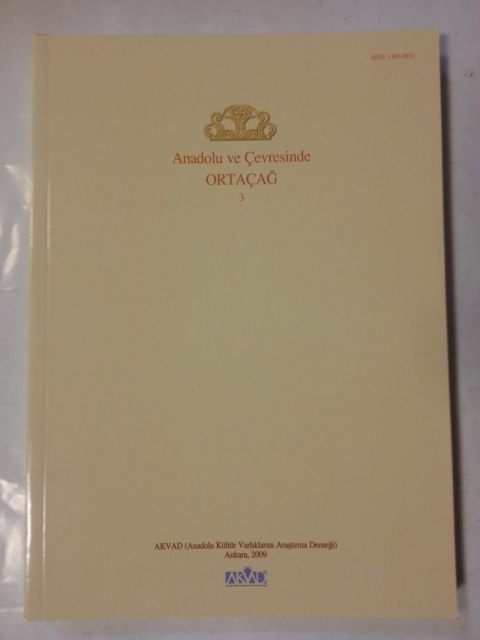 Anadolu ve Çevresinde
ORTAÇAĞ
3
AKVAD (Anadolu Kültür Varlıklarını Araştırma Derneği)
Ankara, 2009
AKVAD